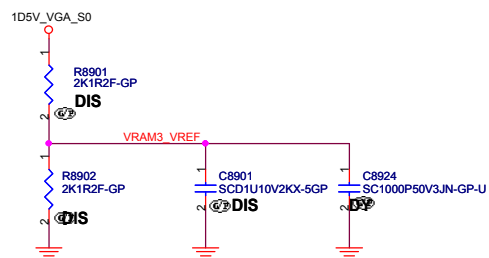 1D5V_VGA_S0
1
R8901
2K1R2F-GP
DIS
G/P
2
VRAM3_VREF
1
R8902
2K1R2F-GP
G/P
DIS
2
1
C8901
SCD1U10V2KX-5GP
G/P
DIS
2
1
C8924
SC1000P50V3JN-GP-U
DY
G/P
2